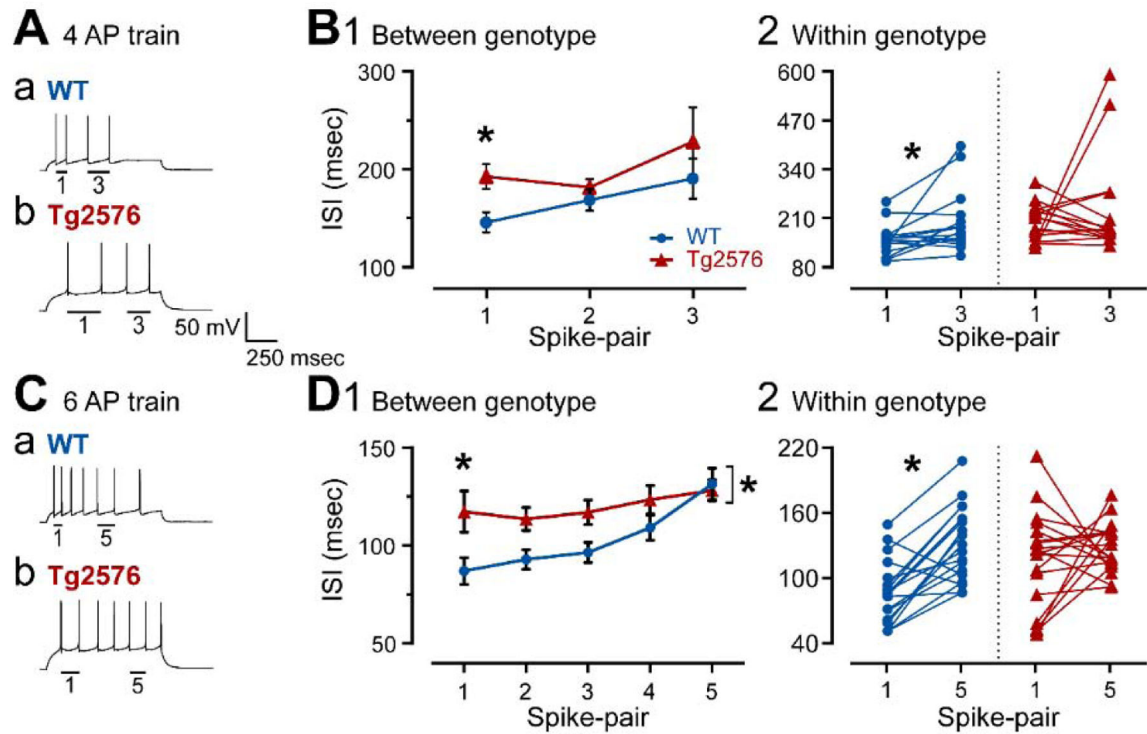 A 4 AP train
a WT
1 3
b Tg2576
1 3
50 mV
250 msec
B1 Between genotype
300
200
100
ISI (msec)
*
WT
Tg2576
1 2 3
Spike-pair
2 Within genotype
600
470
340
210
80
*
1 3 1 3
Spike-pair
C 6 AP train
a WT
1 5
b Tg2576
1 5
D1 Between genotype
150
100
50
ISI (msec)
*
*
1 2 3 4 5
Spike-pair
2 Within genotype
220
160
100
40
*
1 5 1 5
Spike-pair